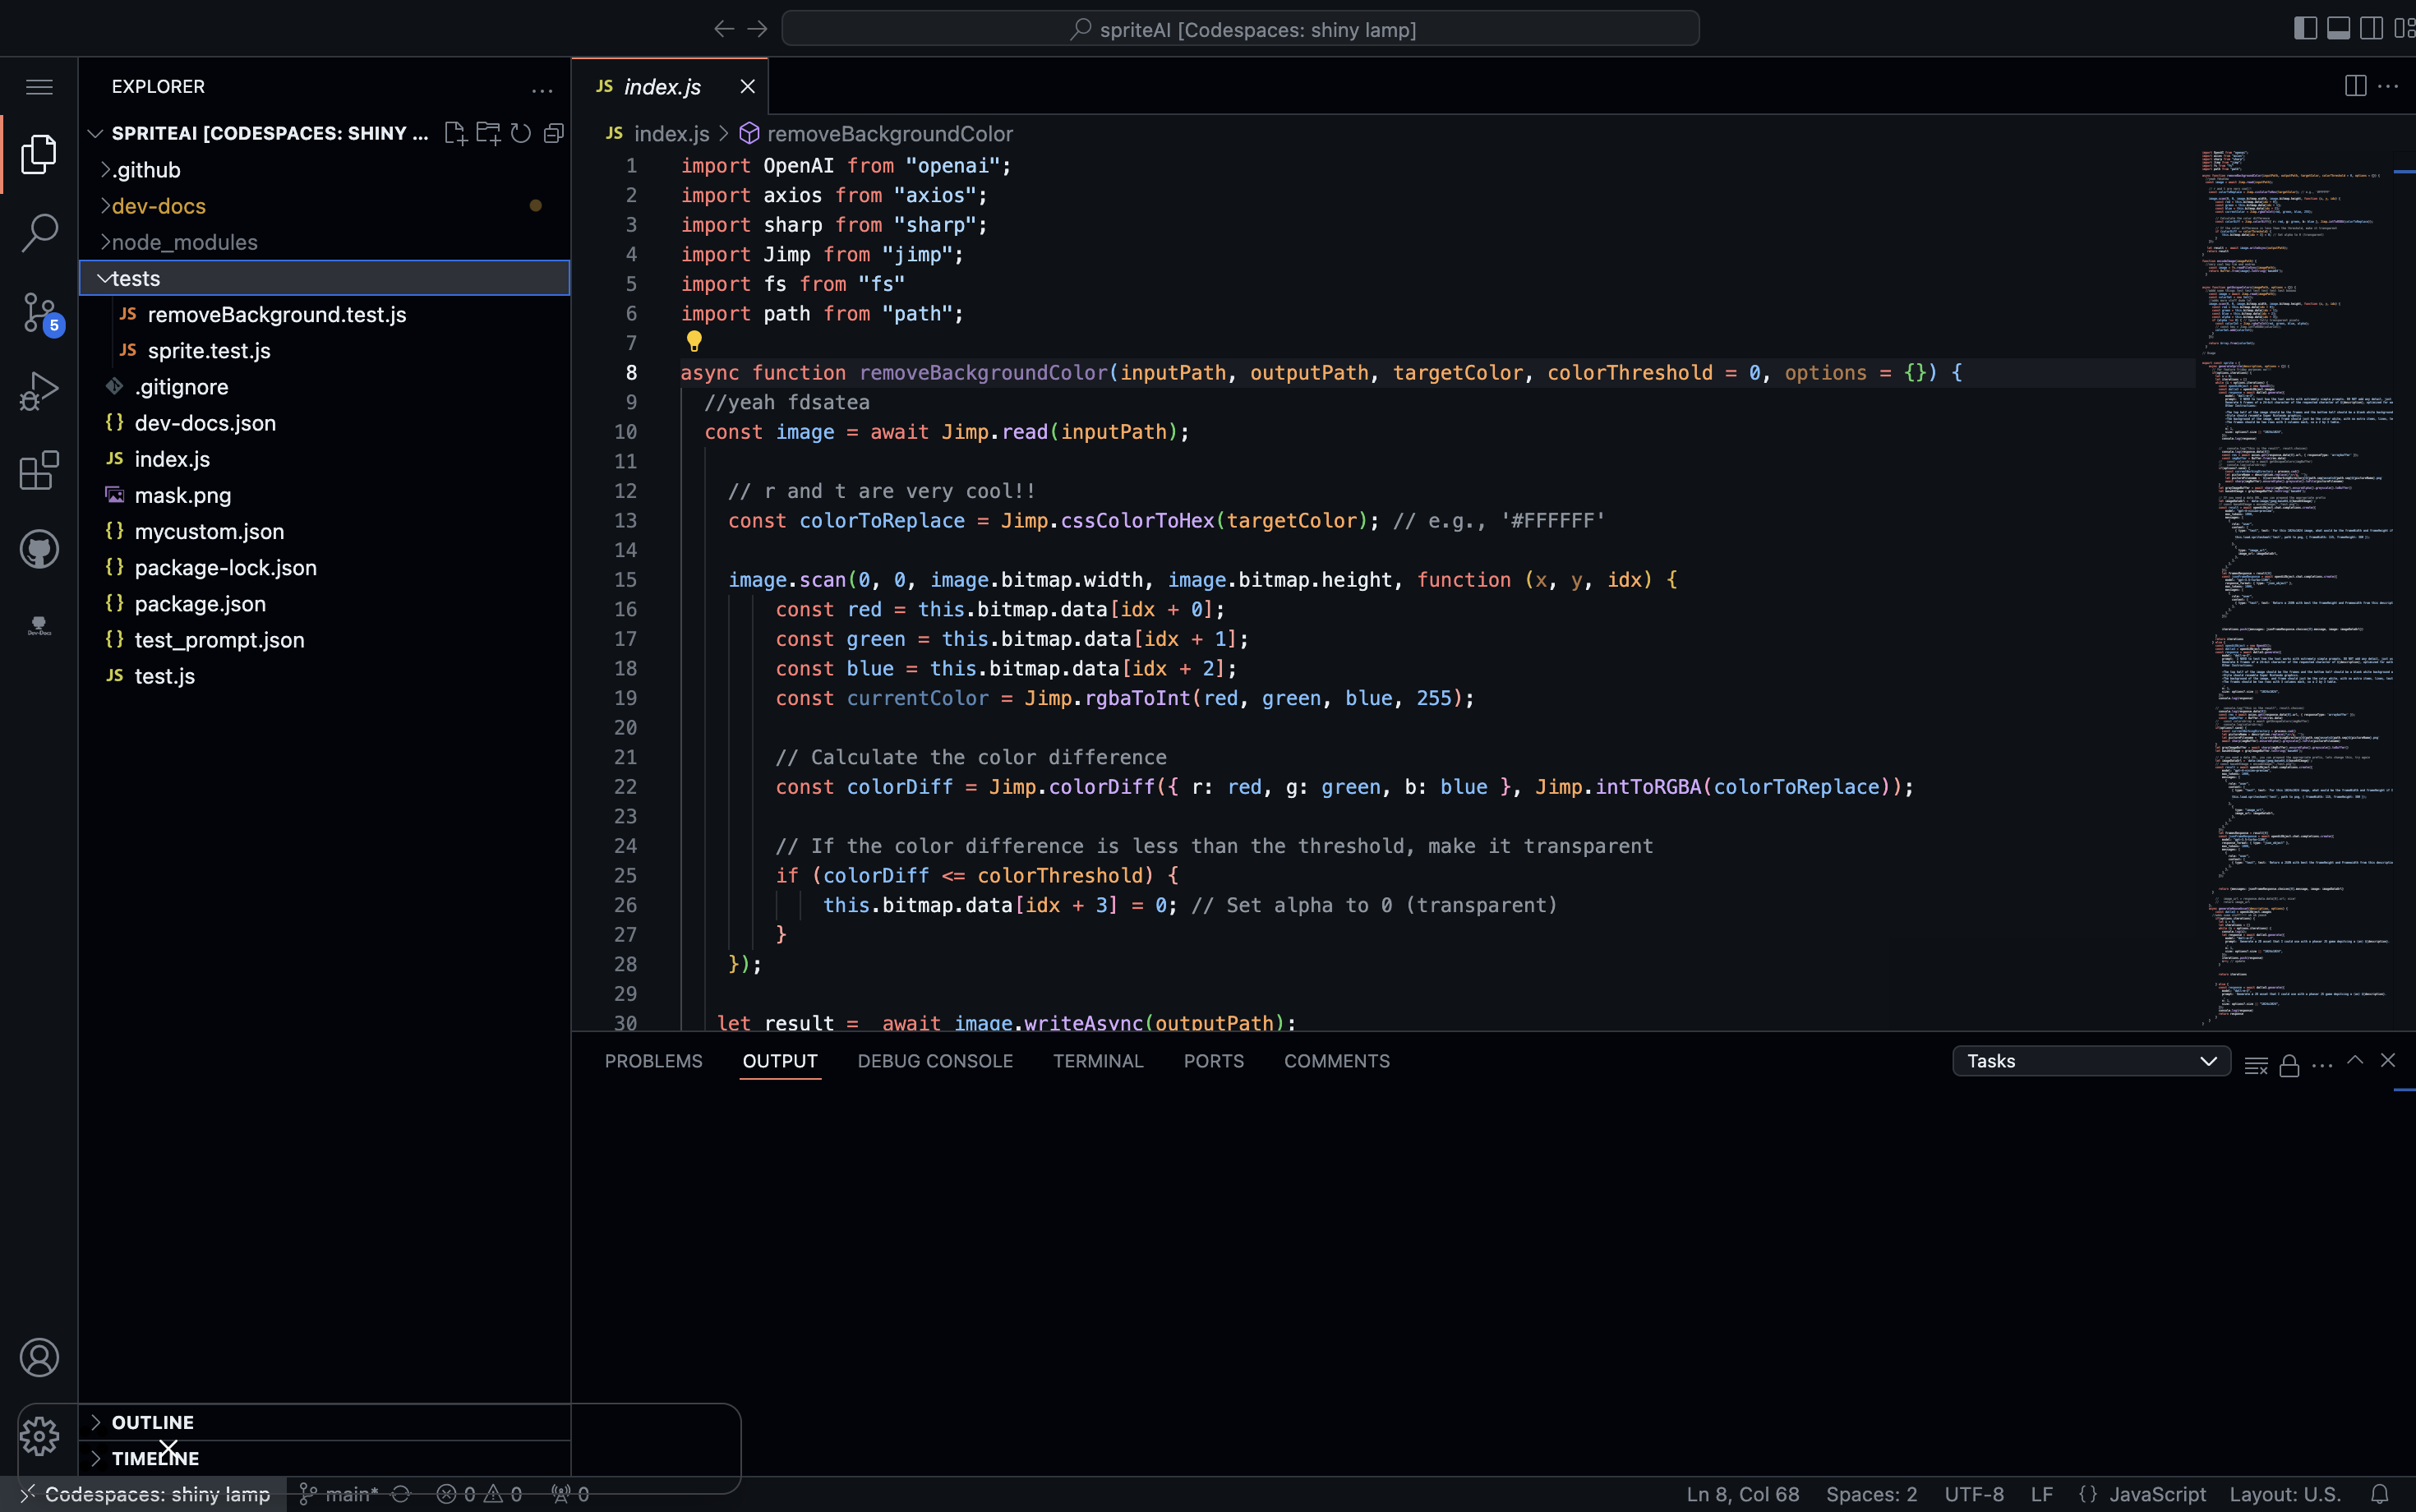 spriteAI [Codespaces: shiny lamp]
EXPLORER
SPRITEAI [CODESPACES: SHINY ...
.github
dev-docs
node_modules
tests
JS removeBackground.test.js
JS sprite.test.js
.gitignore
{} dev-docs.json
JS index.js
mask.png
{} mycustom.json
{} package-lock.json
{} package.json
{} test_prompt.json
JS test.js
5
Dev-Docs
OUTLINE
TIMELINE
JS index.js
JS index.js > removeBackgroundColor
1 import OpenAI from "openai";
2 import axios from "axios";
3 import sharp from "sharp";
4 import Jimp from "jimp";
5 import fs from "fs"
6 import path from "path";
7
8 async function removeBackgroundColor(inputPath, outputPath, targetColor, colorThreshold = 0, options = {}) {
9 //yeah fdsatea
10 const image = await Jimp.read(inputPath);
11
12 // r and t are very cool!!
13 const colorToReplace = Jimp.cssColorToHex(targetColor); // e.g., '#FFFFFF'
14
15 image.scan(0, 0, image.bitmap.width, image.bitmap.height, function (x, y, idx) {
16 const red = this.bitmap.data[idx + 0];
17 const green = this.bitmap.data[idx + 1];
18 const blue = this.bitmap.data[idx + 2];
19 const currentColor = Jimp.rgbaToInt(red, green, blue, 255);
20
21 // Calculate the color difference
22 const colorDiff = Jimp.colorDiff({ r: red, g: green, b: blue }, Jimp.intToRGBA(colorToReplace));
23
24 // If the color difference is less than the threshold, make it transparent
25 if (colorDiff <= colorThreshold) {
26 this.bitmap.data[idx + 3] = 0; // Set alpha to 0 (transparent)
27 }
28 });
29
30 let result =  await image.writeAsync(outputPath);
PROBLEMS OUTPUT DEBUG CONSOLE TERMINAL PORTS COMMENTS
Tasks
Codespaces: shiny lamp main* 0 0 0
Ln 8, Col 68 Spaces: 2 UTF-8 LF {} JavaScript Layout: U.S.